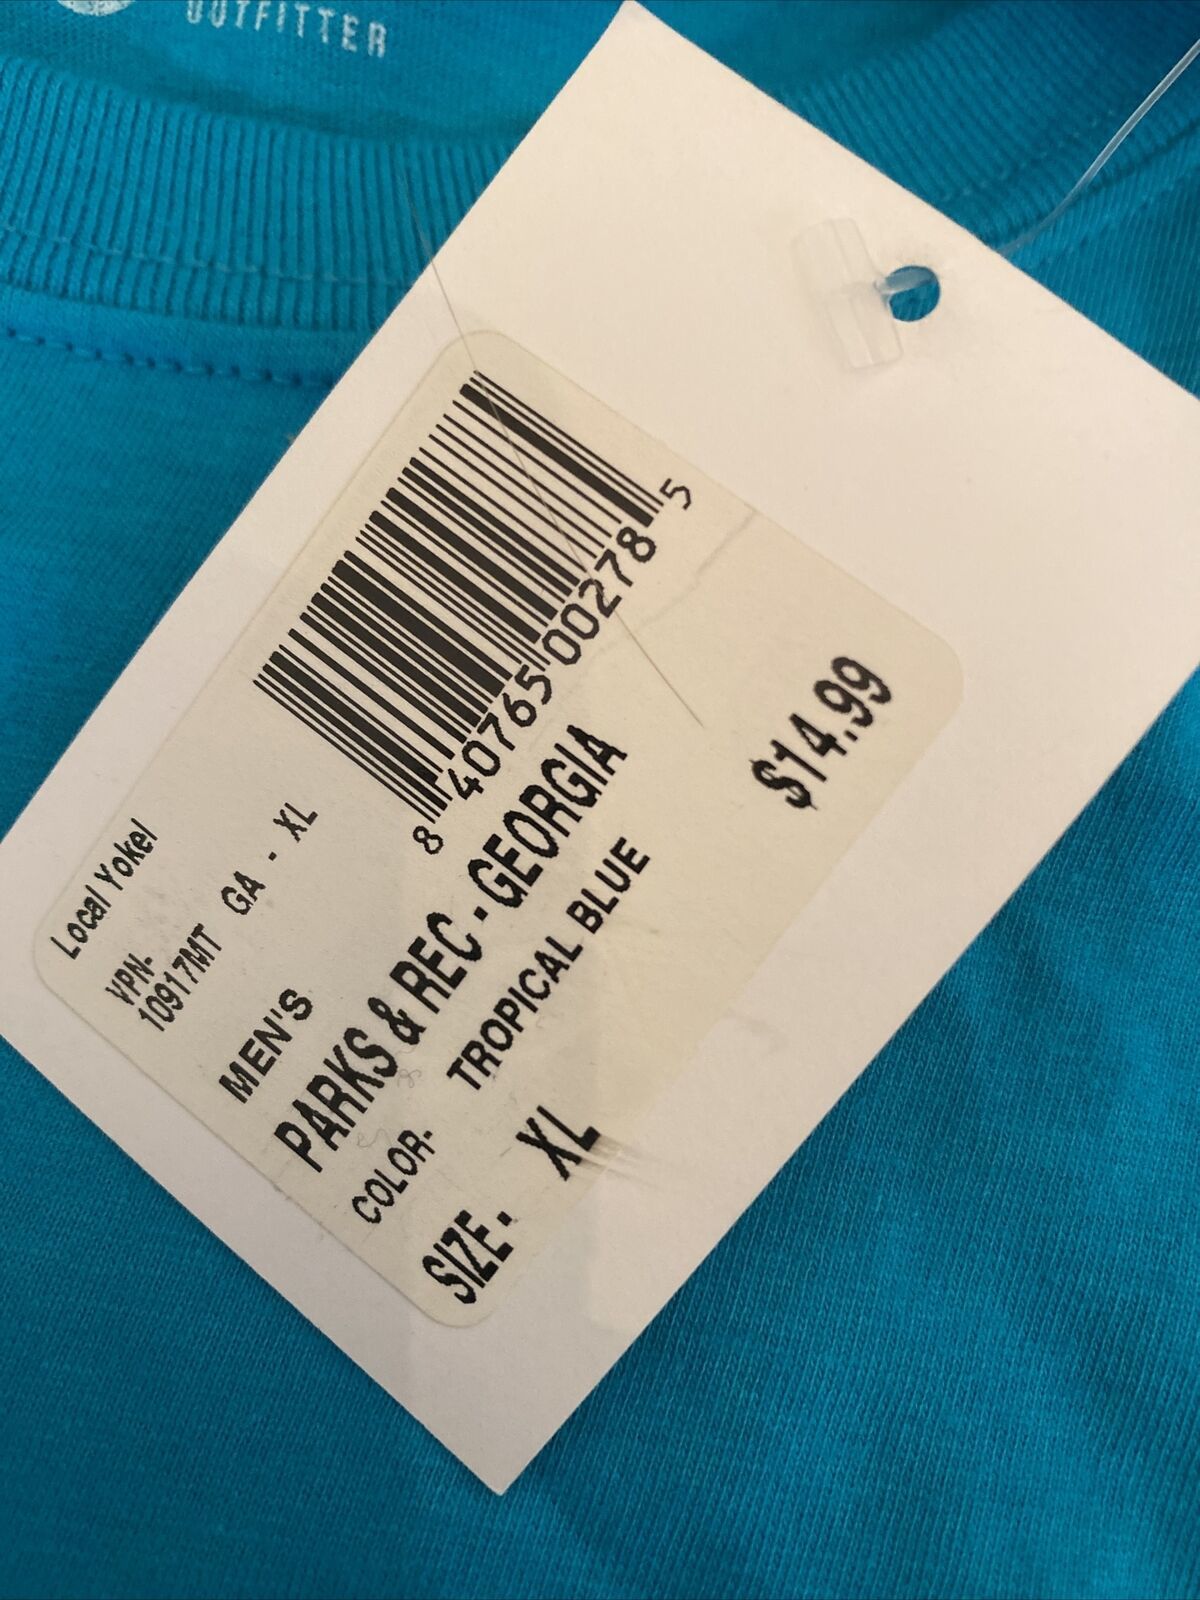 OUTFITTER
8 40765 00278 5
Local Yokel
VPN-
10917MT GA - XL
MEN'S
PARKS & REC - GEORGIA
COLOR- TROPICAL BLUE
SIZE- XL
$14.99